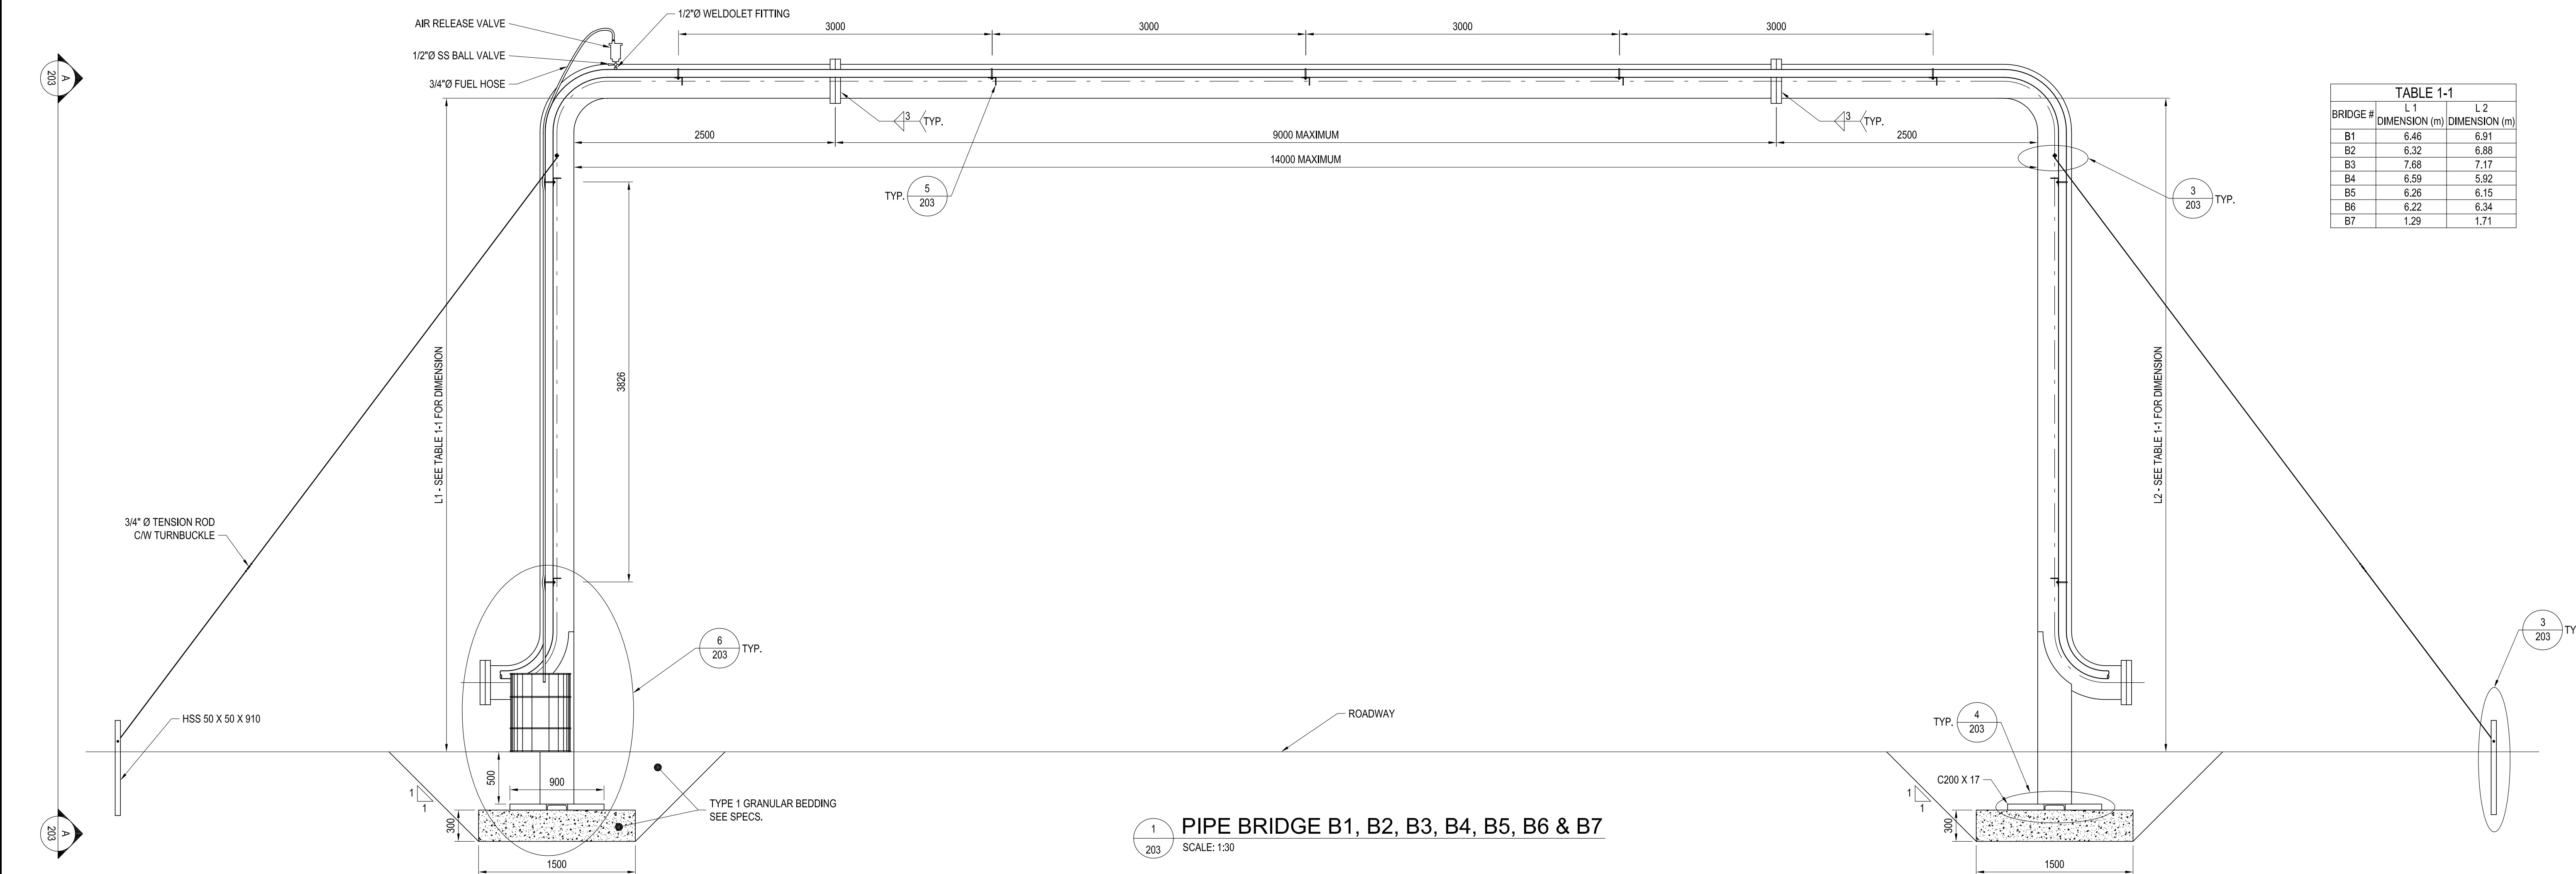 AIR RELEASE VALVE
1/2"Ø WELDOLET FITTING
1/2"Ø SS BALL VALVE
3/4"Ø FUEL HOSE
3000
3000
3000
3000
A
203
3
TYP.
3
TYP.
2500
9000 MAXIMUM
2500
14000 MAXIMUM
TYP.
5
203
3
203
TYP.
TABLE 1-1
BRIDGE # L 1 DIMENSION (m) L 2 DIMENSION (m)
B1 6.46 6.91
B2 6.32 6.88
B3 7.68 7.17
B4 6.59 5.92
B5 6.26 6.15
B6 6.22 6.34
B7 1.29 1.71
L1 - SEE TABLE 1-1 FOR DIMENSION
3826
L2 - SEE TABLE 1-1 FOR DIMENSION
3/4" Ø TENSION ROD
C/W TURNBUCKLE
6
203
TYP.
3
203
TY
HSS 50 X 50 X 910
ROADWAY
TYP.
4
203
500
900
C200 X 17
1
1
1
1
TYPE 1 GRANULAR BEDDING
SEE SPECS.
300
300
1500
1500
A
203
1
203
PIPE BRIDGE B1, B2, B3, B4, B5, B6 & B7
SCALE: 1:30